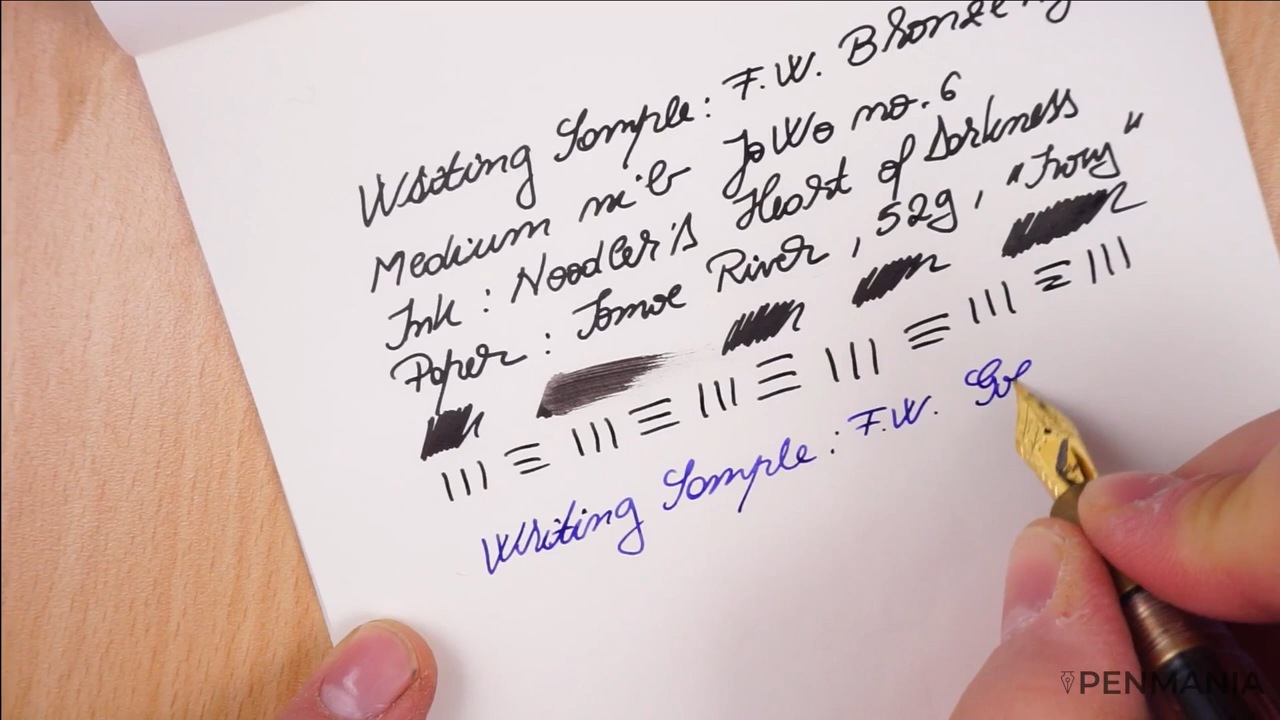 Writing Sample: F.W.
Medium nib JoWo no. 6
Ink: Noodler's Heart of Darkness
Paper: Tomoe River, 52g, "Ivory"
Writing Sample: F.W.
PENMANIA